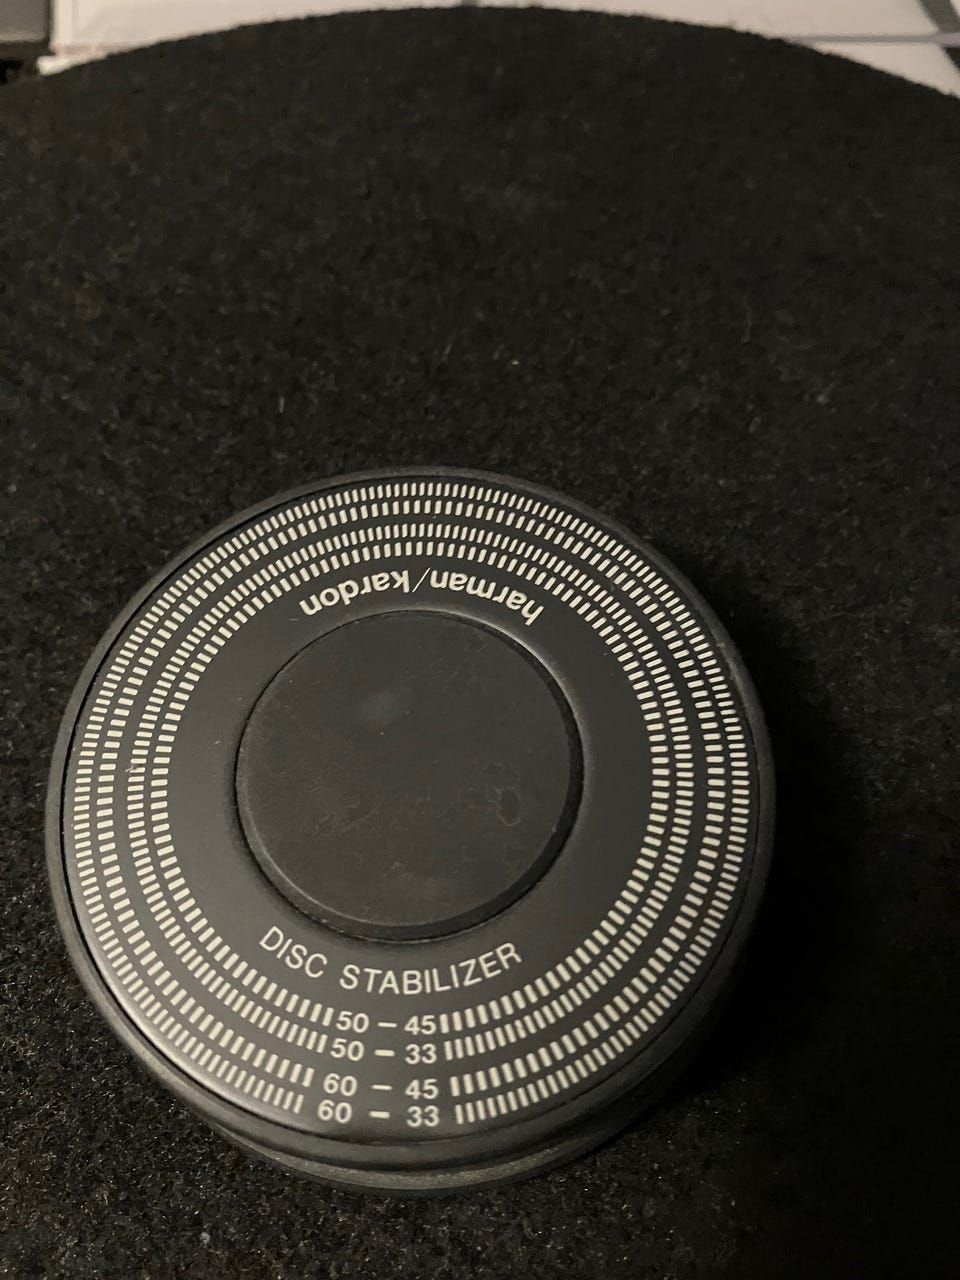 harman/kardon
DISC STABILIZER
50 – 45
50 – 33
60 – 45
60 – 33